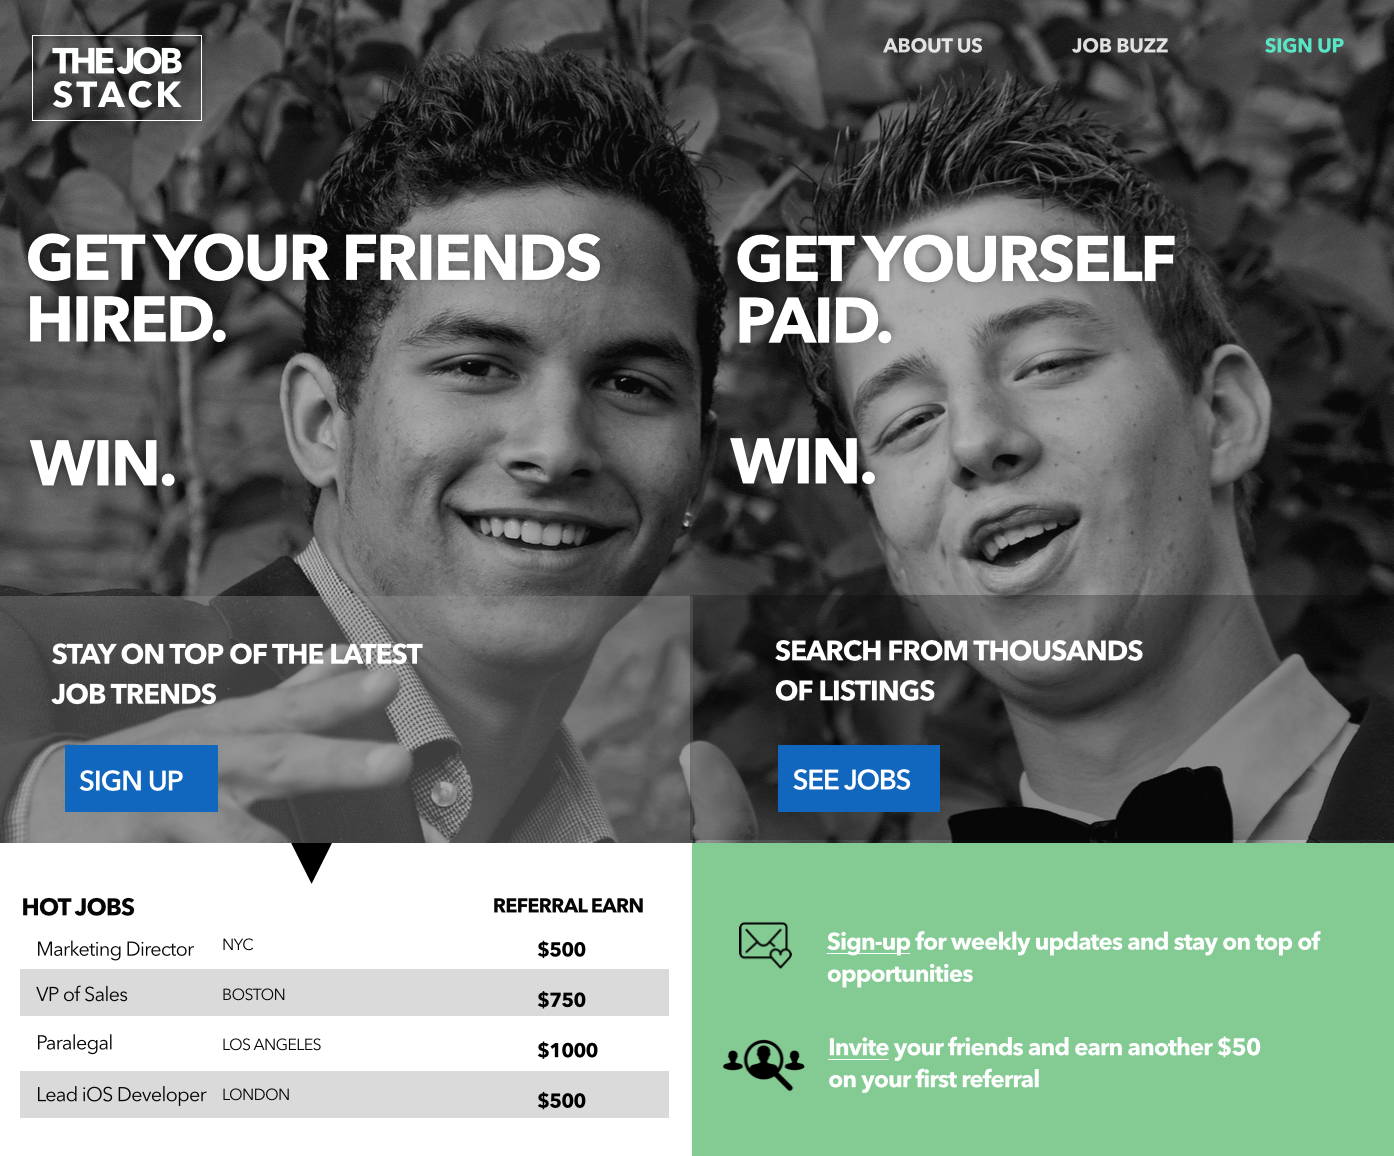 THE JOB
STACK
ABOUT US
JOB BUZZ
SIGN UP
GET YOUR FRIENDS
HIRED.
WIN.
GET YOURSELF
PAID.
WIN.
STAY ON TOP OF THE LATEST
JOB TRENDS
SIGN UP
SEARCH FROM THOUSANDS
OF LISTINGS
SEE JOBS
HOT JOBS REFERRAL EARN
Marketing Director NYC $500
VP of Sales BOSTON $750
Paralegal LOS ANGELES $1000
Lead iOS Developer LONDON $500
Sign-up for weekly updates and stay on top of
opportunities
Invite your friends and earn another $50
on your first referral